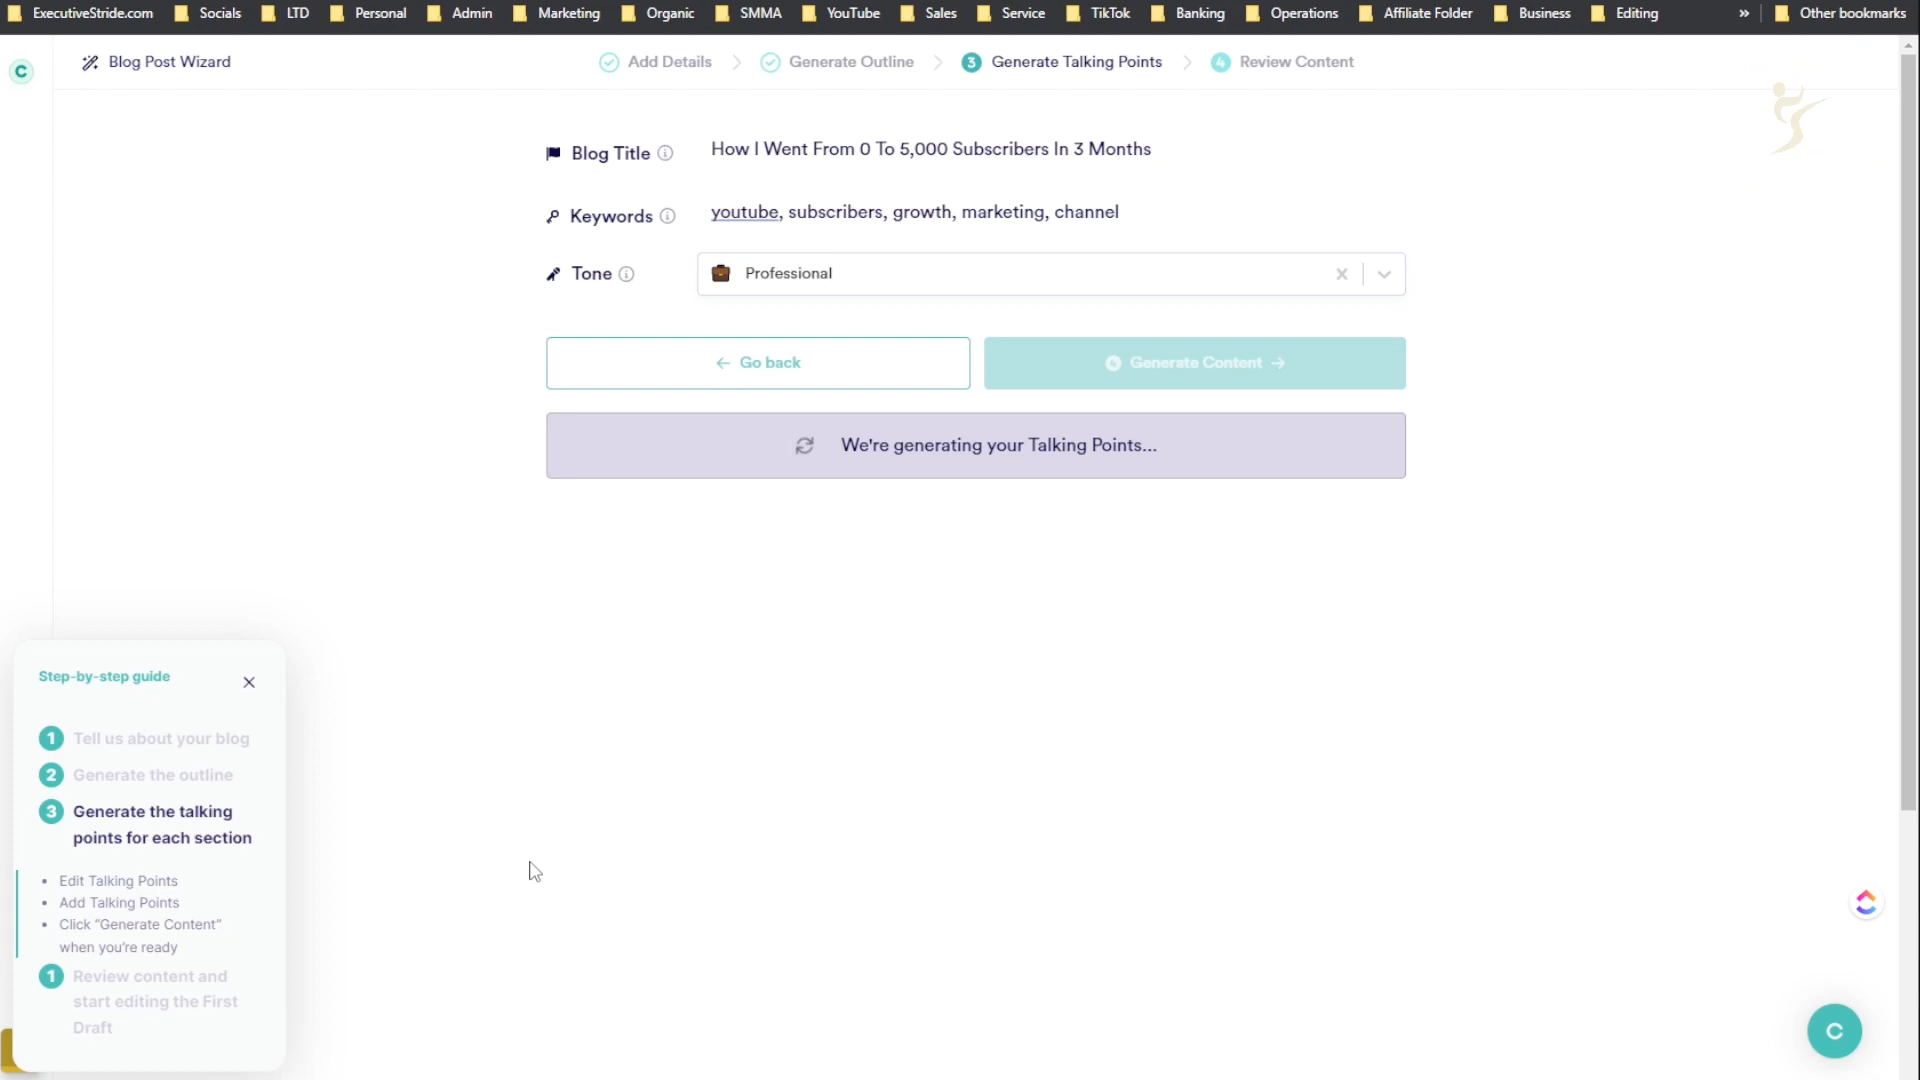 ExecutiveStride.com Socials LTD Personal Admin Marketing Organic SMMA YouTube Sales Service TikTok Banking Operations Affiliate Folder Business Editing » Other bookmarks
C Blog Post Wizard Add Details Generate Outline 3 Generate Talking Points 4 Review Content
Blog Title How I Went From 0 To 5,000 Subscribers In 3 Months
Keywords youtube, subscribers, growth, marketing, channel
Tone Professional
← Go back Generate Content →
We're generating your Talking Points...
Step-by-step guide
1 Tell us about your blog
2 Generate the outline
3 Generate the talking
points for each section
• Edit Talking Points
• Add Talking Points
• Click "Generate Content"
when you're ready
1 Review content and
start editing the First
Draft
C